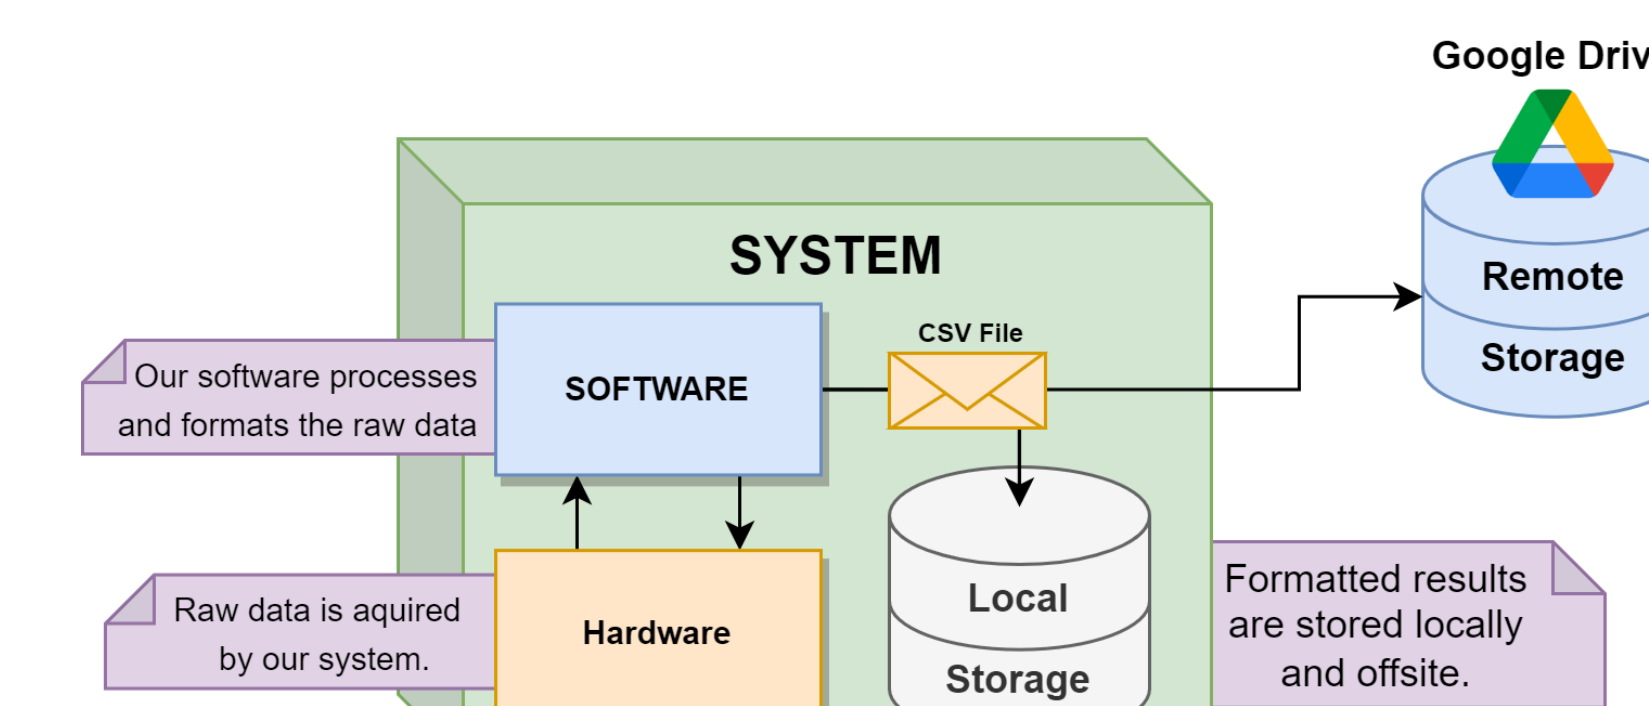 Google Driv
SYSTEM
CSV File
Our software processes
and formats the raw data
SOFTWARE
Remote
Storage
Raw data is aquired
by our system.
Hardware
Local
Storage
Formatted results
are stored locally
and offsite.